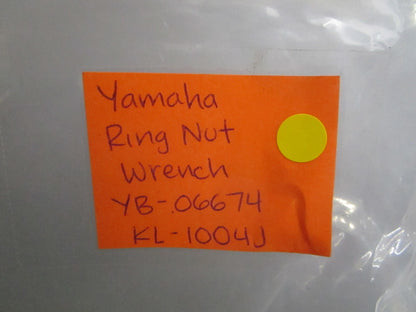 Yamaha
Ring Nut
Wrench
YB-.06674
KL-1004J